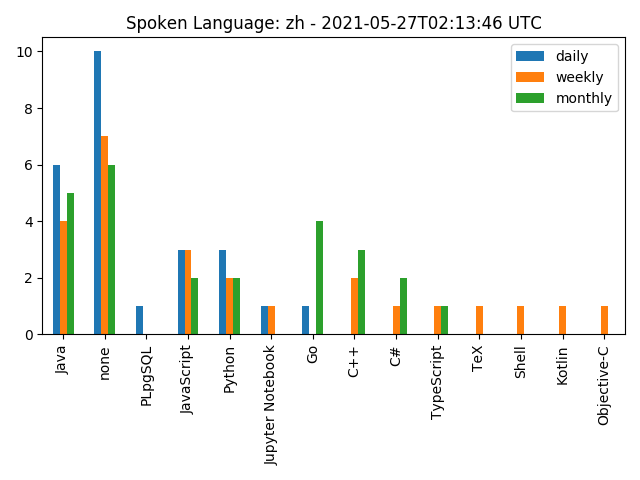 Spoken Language: zh - 2021-05-27T02:13:46 UTC
daily
weekly
monthly
10
8
6
4
2
0
Java
none
PLpgSQL
JavaScript
Python
Jupyter Notebook
Go
C++
C#
TypeScript
TeX
Shell
Kotlin
Objective-C